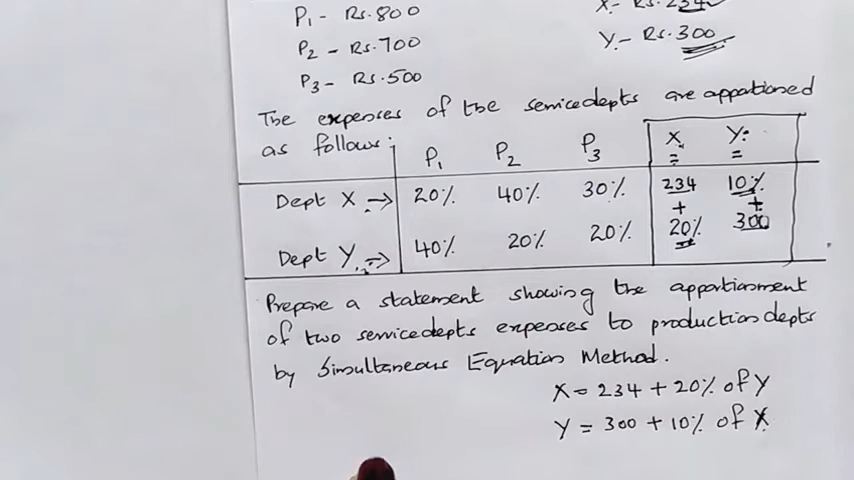 P₁ - Rs.800
X - Rs.234
P₂ - Rs.700
Y - Rs.300
P₃ - Rs.500
The expenses of the service depts are apportioned
as follows:
P₁ P₂ P₃ X Y
Dept X → 20% 40% 30% 234 10%
+ +
Dept Y → 40% 20% 20% 20% 300
Prepare a statement showing the apportionment
of two service depts expenses to production depts
by Simultaneous Equation Method.
X = 234 + 20% of Y
Y = 300 + 10% of X